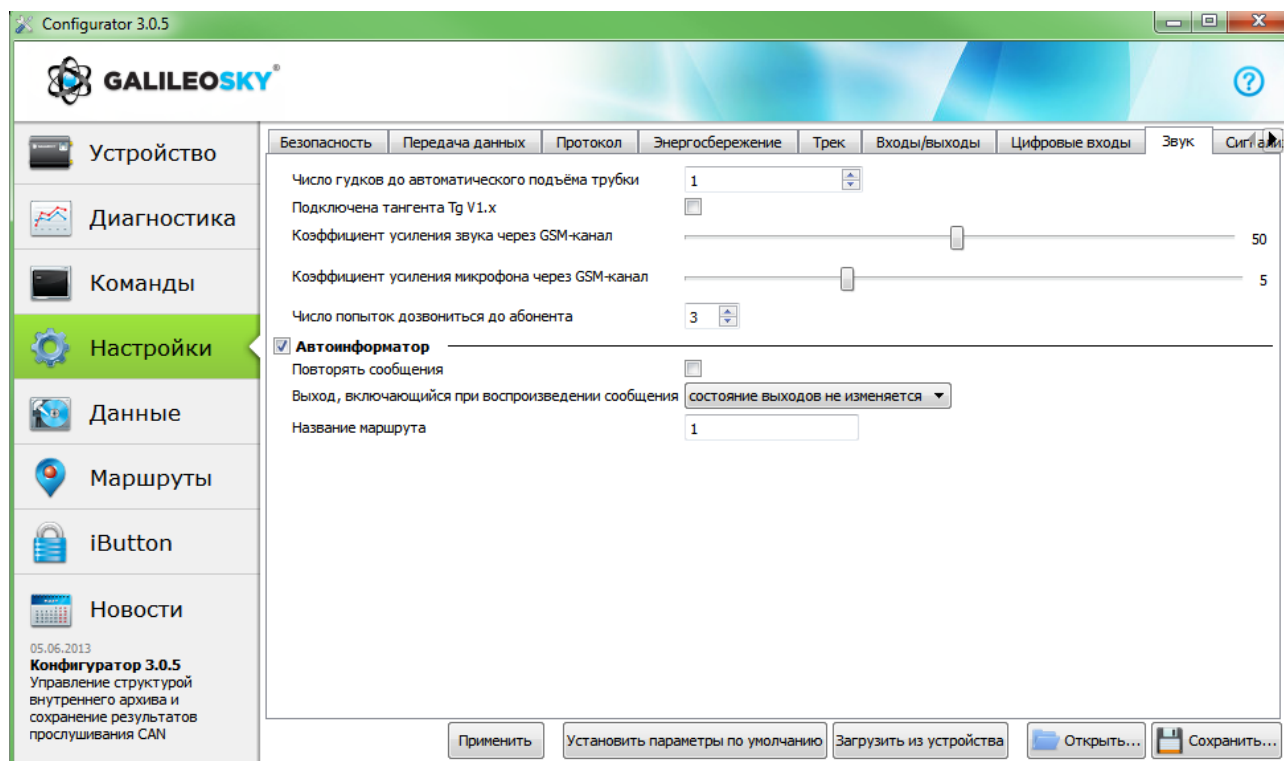 Configurator 3.0.5
GALILEOSKY®
Устройство
Диагностика
Команды
Настройки
Данные
Маршруты
iButton
Новости
05.06.2013
Конфигуратор 3.0.5
Управление структурой
внутреннего архива и
сохранение результатов
прослушивания CAN
Безопасность Передача данных Протокол Энергосбережение Трек Входы/выходы Цифровые входы Звук
Число гудков до автоматического подъёма трубки 1
Подключена тангента Tg V1.x
Коэффициент усиления звука через GSM-канал 50
Коэффициент усиления микрофона через GSM-канал 5
Число попыток дозвониться до абонента 3
Автоинформатор
Повторять сообщения
Выход, включающийся при воспроизведении сообщения состояние выходов не изменяется
Название маршрута 1
Применить Установить параметры по умолчанию Загрузить из устройства Открыть... Сохранить...